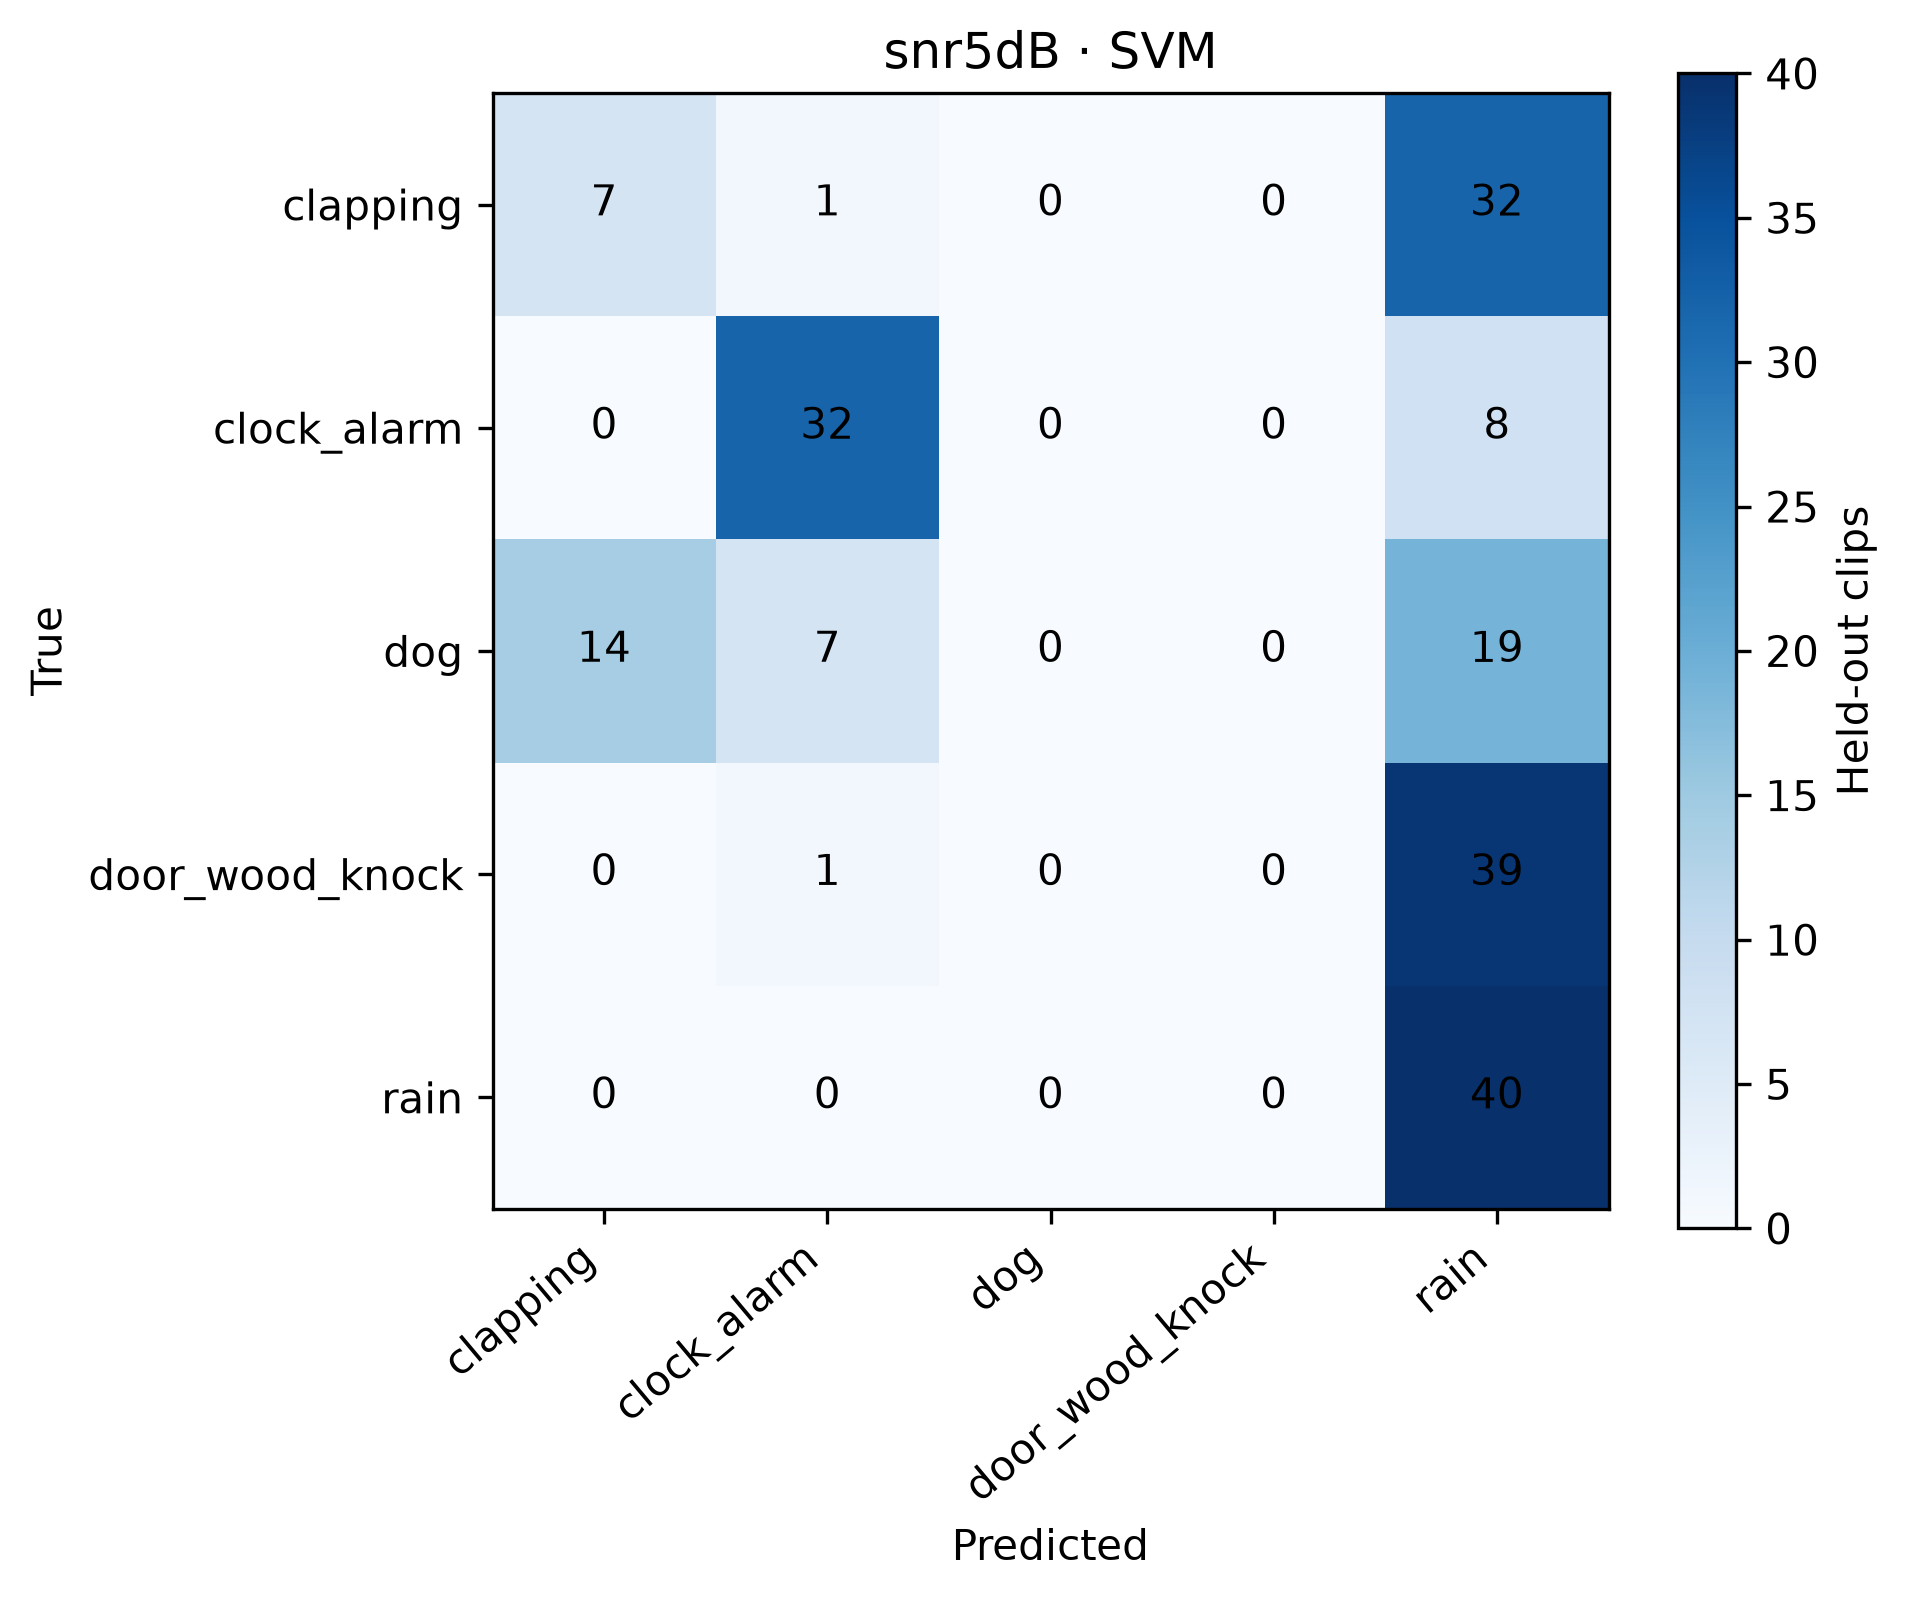 snr5dB · SVM
clapping 7 1 0 0 32
clock_alarm 0 32 0 0 8
dog 14 7 0 0 19
door_wood_knock 0 1 0 0 39
rain 0 0 0 0 40
True
clapping clock_alarm dog door_wood_knock rain
Predicted
40
35
30
25
20
15
10
5
0
Held-out clips